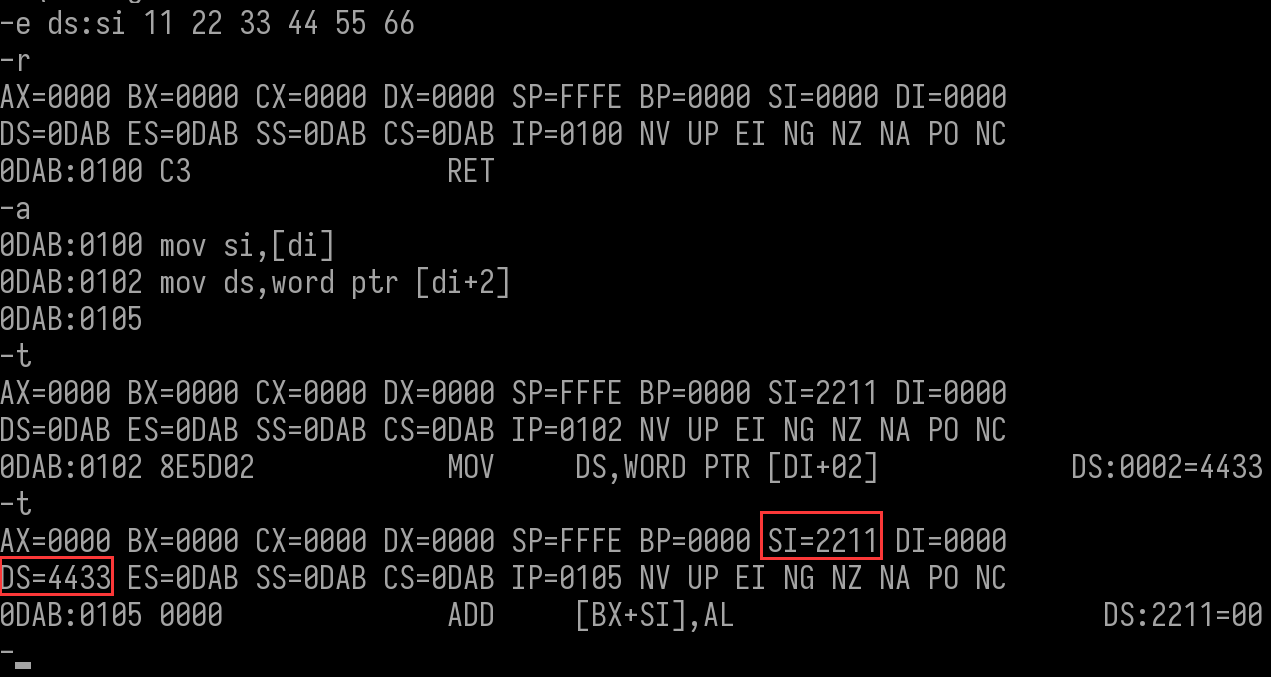 -e ds:si 11 22 33 44 55 66
-r
AX=0000 BX=0000 CX=0000 DX=0000 SP=FFFE BP=0000 SI=0000 DI=0000
DS=0DAB ES=0DAB SS=0DAB CS=0DAB IP=0100 NV UP EI NG NZ NA PO NC
0DAB:0100 C3                RET
-a
0DAB:0100 mov si,[di]
0DAB:0102 mov ds,word ptr [di+2]
0DAB:0105
-t
AX=0000 BX=0000 CX=0000 DX=0000 SP=FFFE BP=0000 SI=2211 DI=0000
DS=0DAB ES=0DAB SS=0DAB CS=0DAB IP=0102 NV UP EI NG NZ NA PO NC
0DAB:0102 8E5D02            MOV     DS,WORD PTR [DI+02]            DS:0002=4433
-t
AX=0000 BX=0000 CX=0000 DX=0000 SP=FFFE BP=0000 SI=2211 DI=0000
DS=4433 ES=0DAB SS=0DAB CS=0DAB IP=0105 NV UP EI NG NZ NA PO NC
0DAB:0105 0000              ADD     [BX+SI],AL                       DS:2211=00
-_